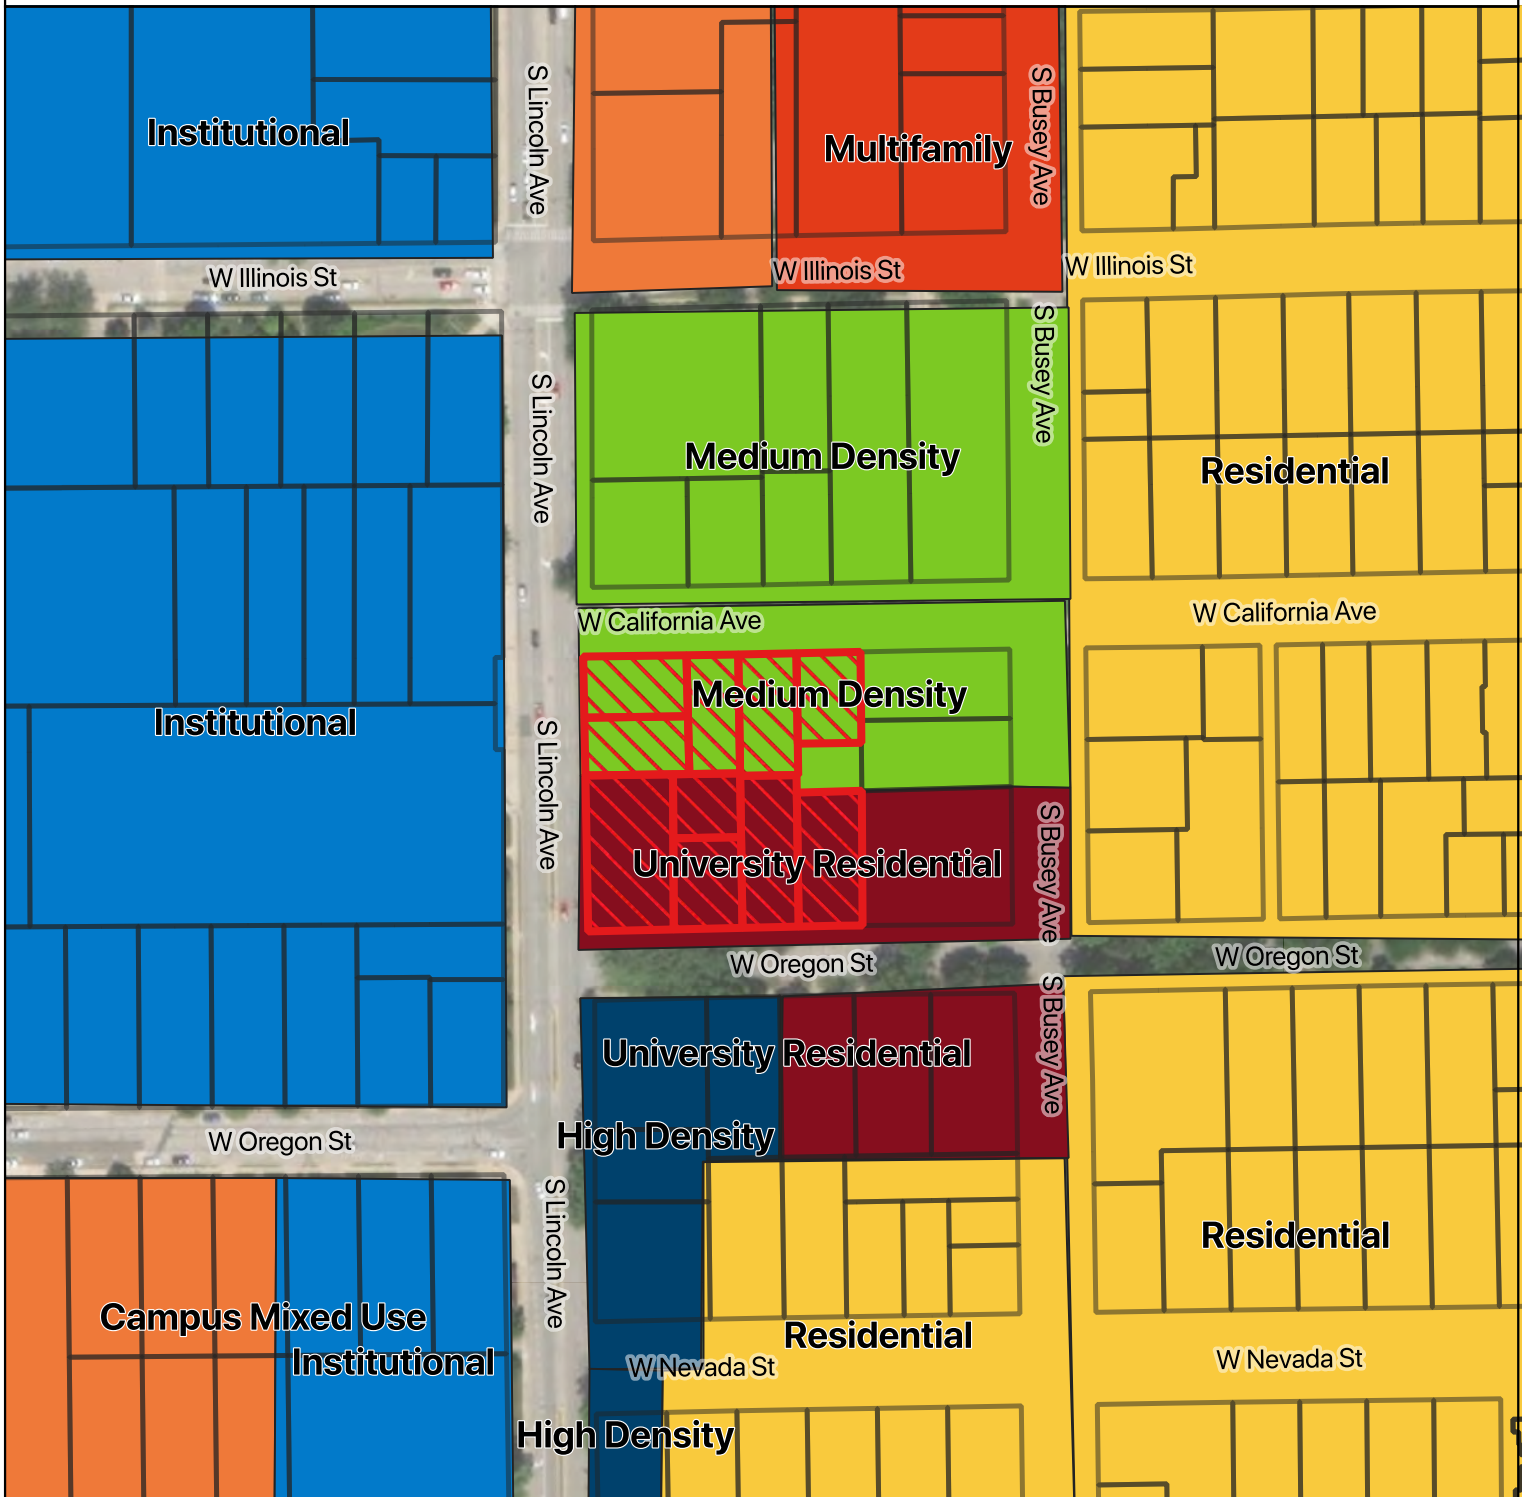 S Lincoln Ave
S Busey Ave
Institutional
Multifamily
W Illinois St
W Illinois St
W Illinois St
S Busey Ave
S Lincoln Ave
Medium Density
Residential
W California Ave
W California Ave
Medium Density
Institutional
S Lincoln Ave
S Busey Ave
University Residential
W Oregon St
W Oregon St
S Busey Ave
University Residential
High Density
W Oregon St
S Lincoln Ave
Residential
Campus Mixed Use
Residential
Institutional
W Nevada St
W Nevada St
High Density